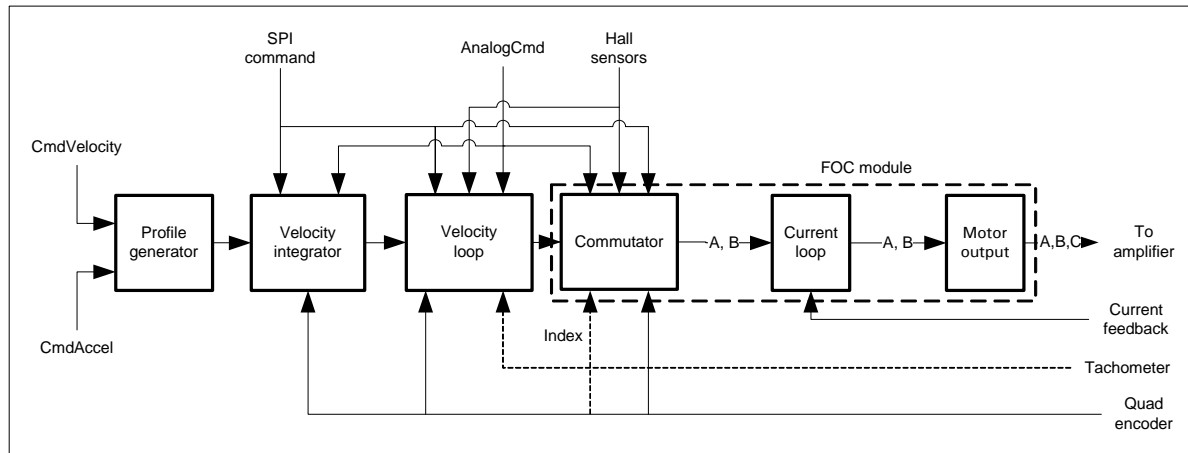 SPI
command
AnalogCmd
Hall
sensors
CmdVelocity
FOC module
Profile
generator
Velocity
integrator
Velocity
loop
Commutator
A, B
Current
loop
A, B
Motor
output
A,B,C
To
amplifier
CmdAccel
Index
Current
feedback
Tachometer
Quad
encoder